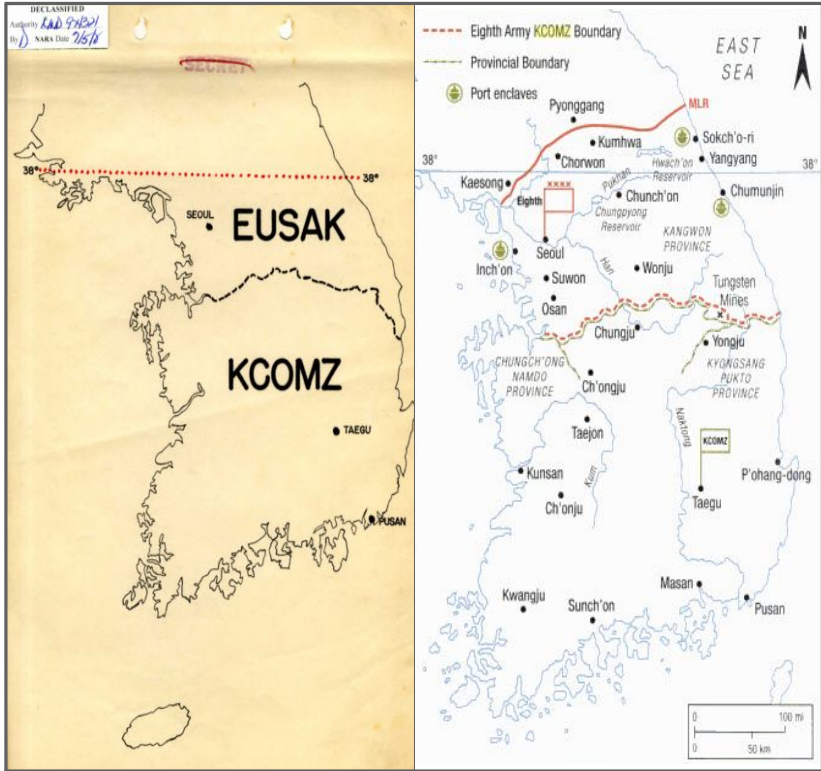 DECLASSIFIED
Authority
By D NARA Date
SECRET
38°
38°
SEOUL
EUSAK
KCOMZ
TAEGU
PUSAN
Eighth Army KCOMZ Boundary
Provincial Boundary
Port enclaves
EAST
SEA
N
MLR
Pyonggang
Kumhwa
Chorwon
Sokch'o-ri
Yangyang
Hwach'on
Reservoir
38°
38°
Kaesong
XXXX
Eighth
Pukhan
Chunch'on
Chumunjin
Chungpyong
Reservoir
KANGWON
PROVINCE
Seoul
Inch'on
Han
Wonju
Suwon
Osan
Tungsten
Mines
x
Chungju
Yongju
CHUNGCH'ONG
NAMDO
PROVINCE
KYONGSANG
PUKTO
PROVINCE
Ch'ongju
Taejon
Naktong
KCOMZ
Kunsan
Kum
P'ohang-dong
Ch'onju
Taegu
Masan
Kwangju
Sunch'on
Pusan
0 100 ml
0 50 km